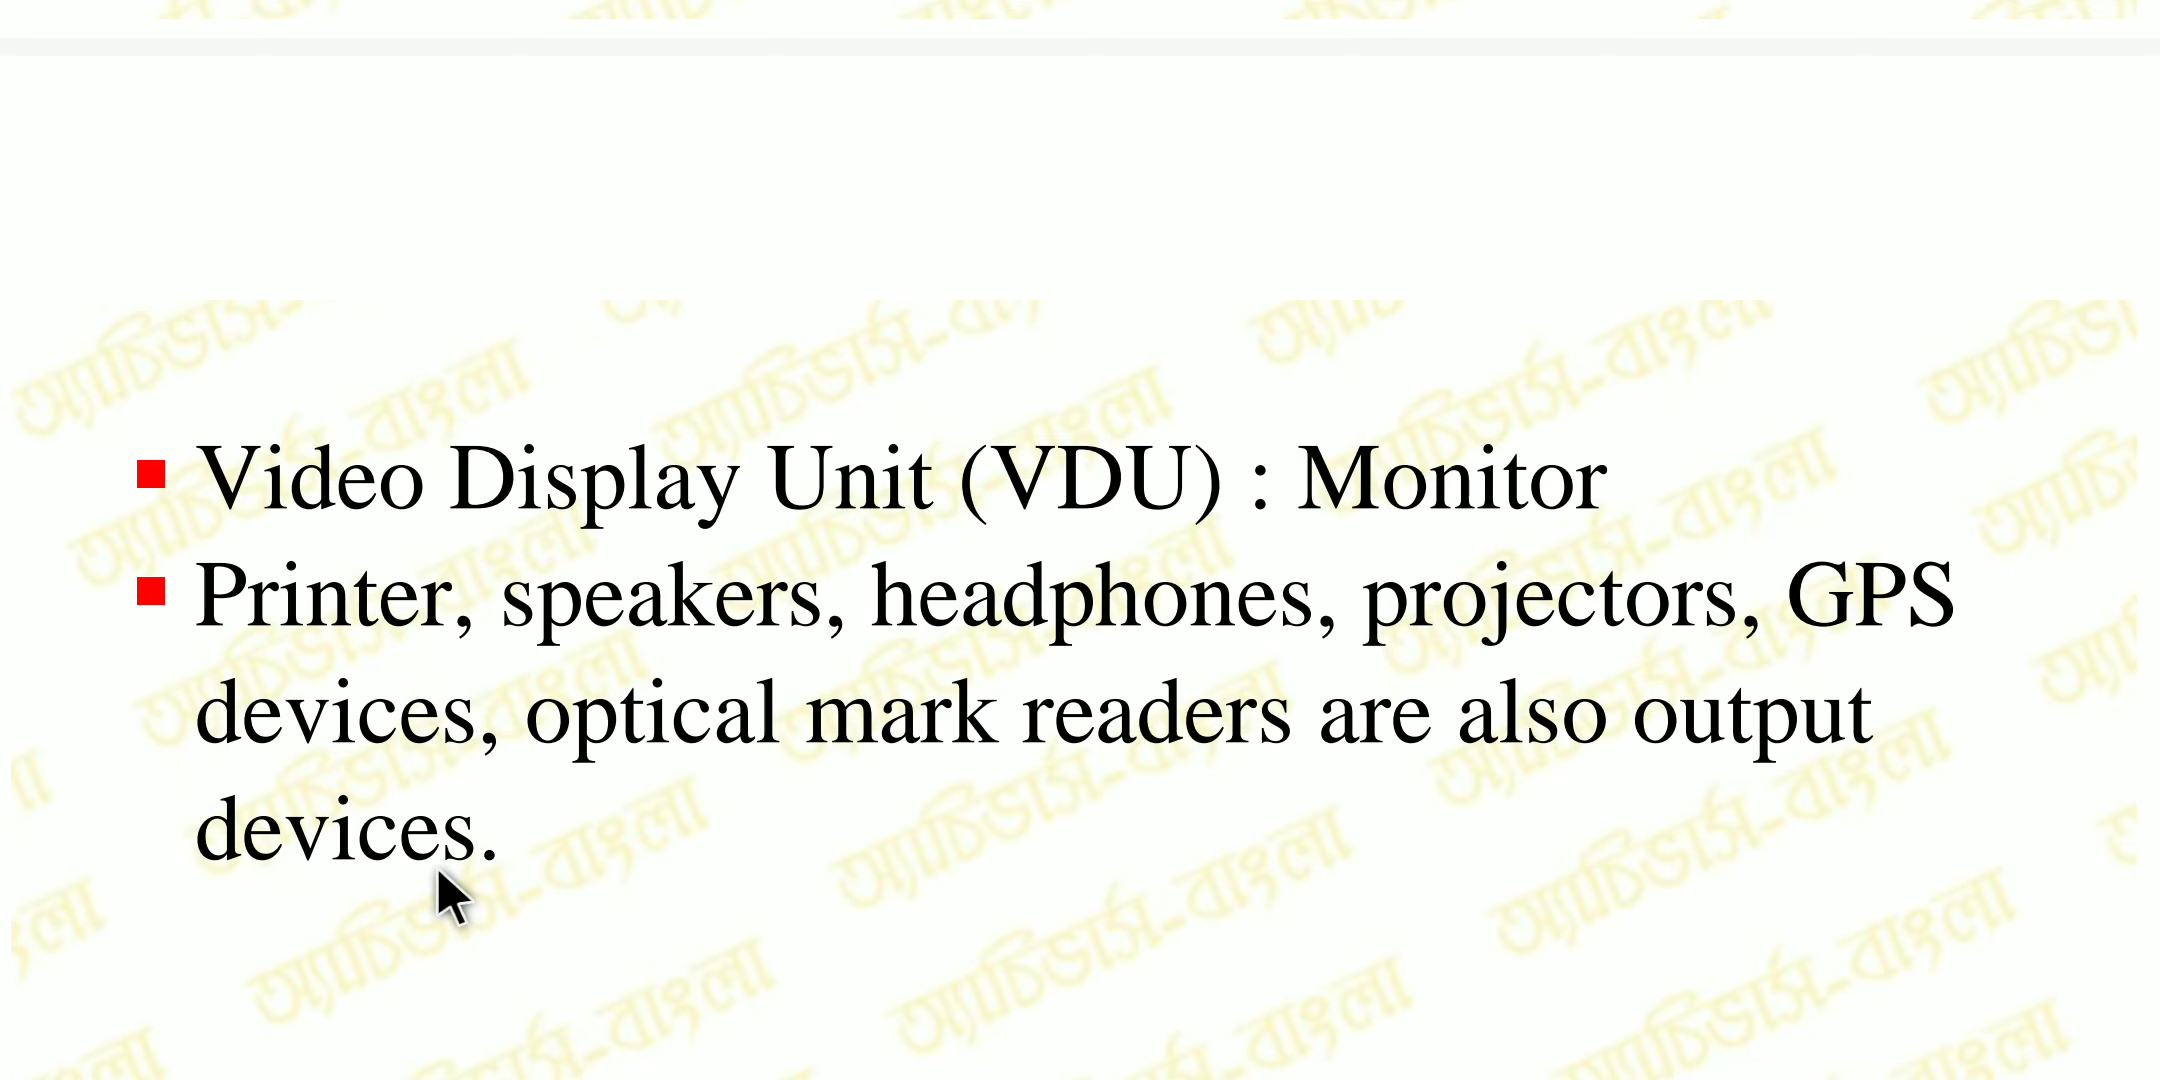 Video Display Unit (VDU) : Monitor
Printer, speakers, headphones, projectors, GPS
devices, optical mark readers are also output
devices.
অ্যাচিভার্স-বাংলা